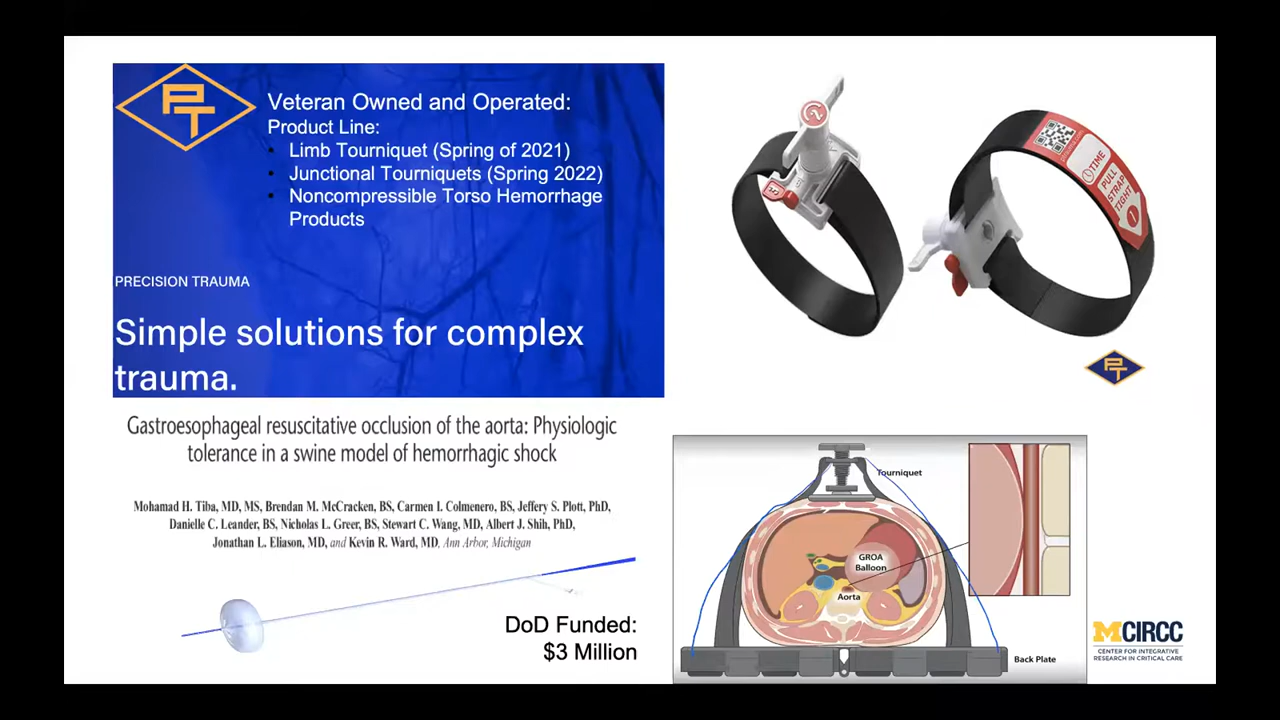 PT
Veteran Owned and Operated:
Product Line:
• Limb Tourniquet (Spring of 2021)
• Junctional Tourniquets (Spring 2022)
• Noncompressible Torso Hemorrhage
Products
PRECISION TRAUMA
Simple solutions for complex
trauma.
TIME
PULL
STRAP
TIGHT
1
2
PT
Gastroesophageal resuscitative occlusion of the aorta: Physiologic
tolerance in a swine model of hemorrhagic shock
Mohamad H. Tiba, MD, MS, Brendan M. McCracken, BS, Carmen I. Colmenero, BS, Jeffery S. Plott, PhD,
Danielle C. Leander, BS, Nicholas L. Greer, BS, Stewart C. Wang, MD, Albert J. Shih, PhD,
Jonathan L. Eliason, MD, and Kevin R. Ward, MD, Ann Arbor, Michigan
DoD Funded:
$3 Million
Tourniquet
GROA
Balloon
Aorta
Back Plate
MCIRCC
CENTER FOR INTEGRATIVE
RESEARCH IN CRITICAL CARE